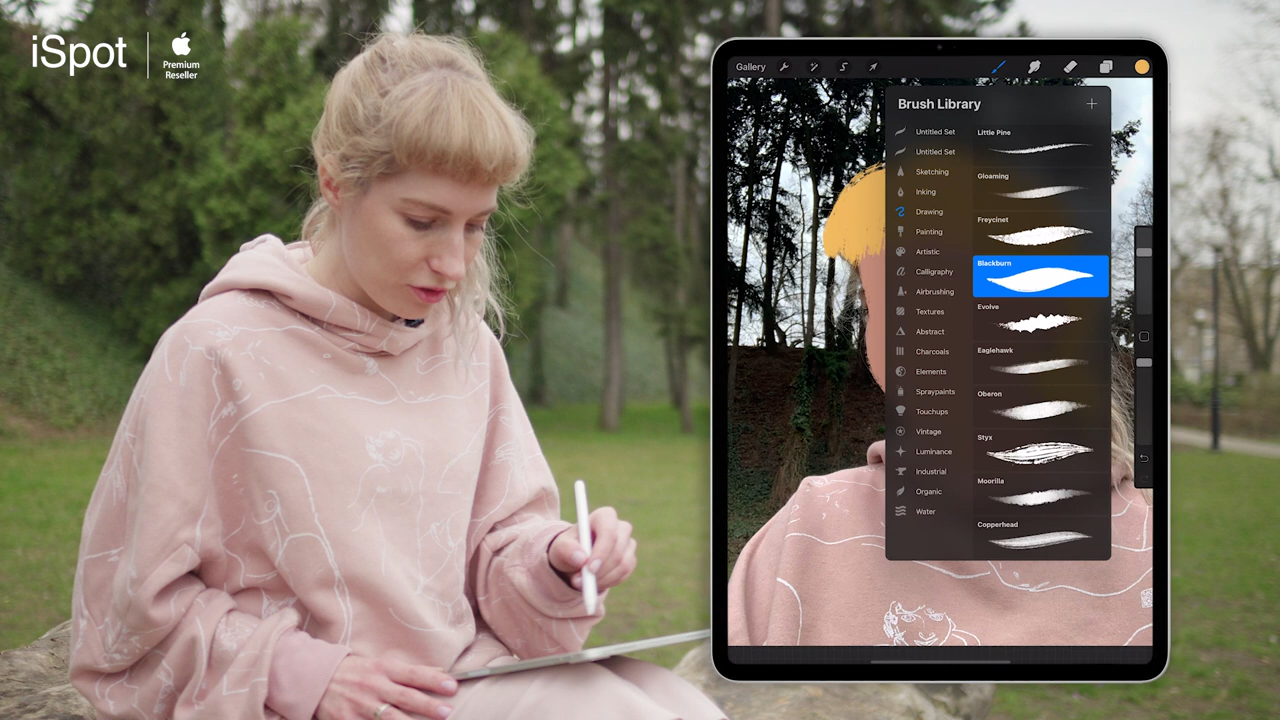 iSpot
Premium
Reseller
Gallery
Brush Library
Untitled Set
Untitled Set
Sketching
Inking
Drawing
Painting
Artistic
Calligraphy
Airbrushing
Textures
Abstract
Charcoals
Elements
Spraypaints
Touchups
Vintage
Luminance
Industrial
Organic
Water
Little Pine
Gloaming
Freycinet
Blackburn
Evolve
Eaglehawk
Oberon
Styx
Moorilla
Copperhead